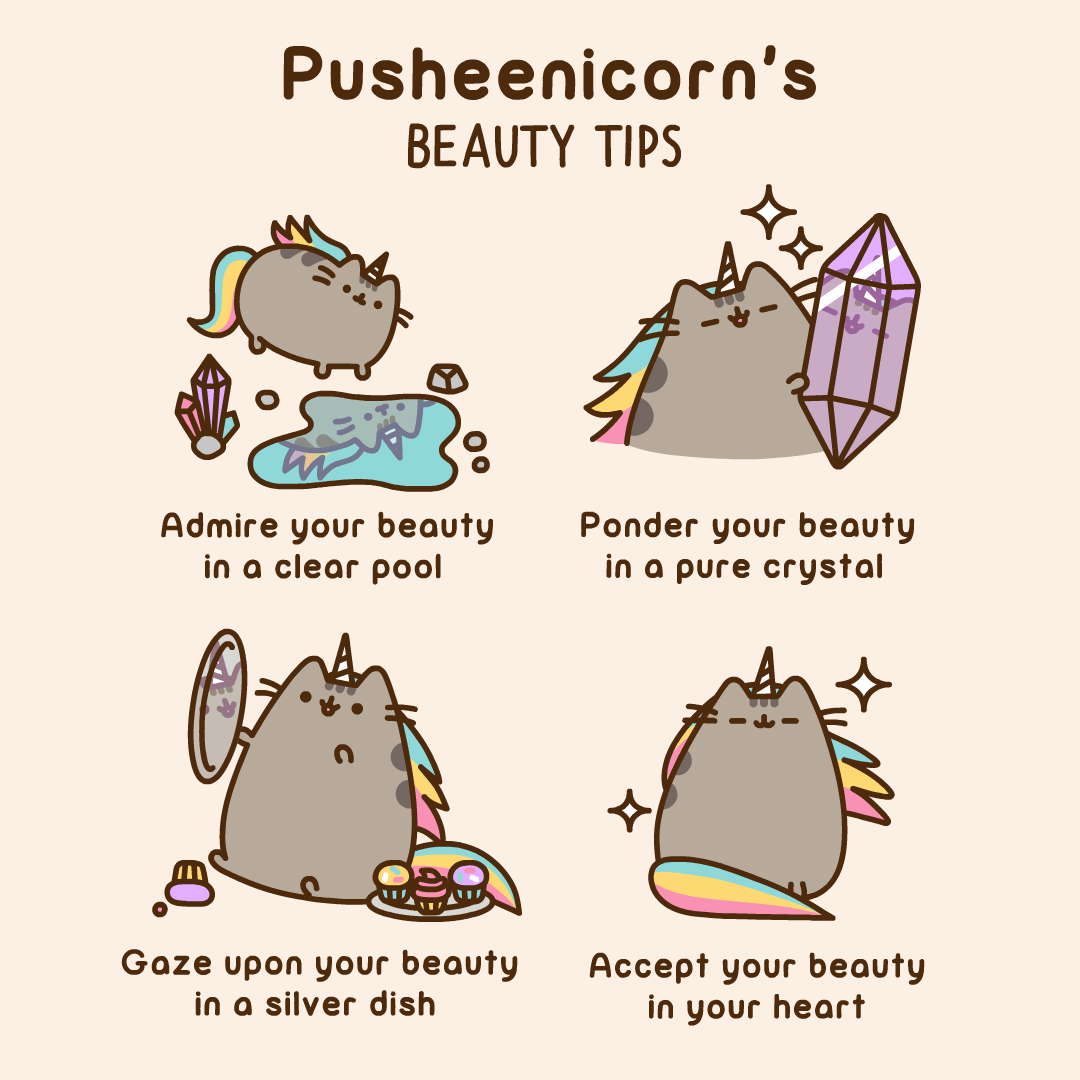 Pusheenicorn's
BEAUTY TIPS
Admire your beauty
in a clear pool
Ponder your beauty
in a pure crystal
Gaze upon your beauty
in a silver dish
Accept your beauty
in your heart